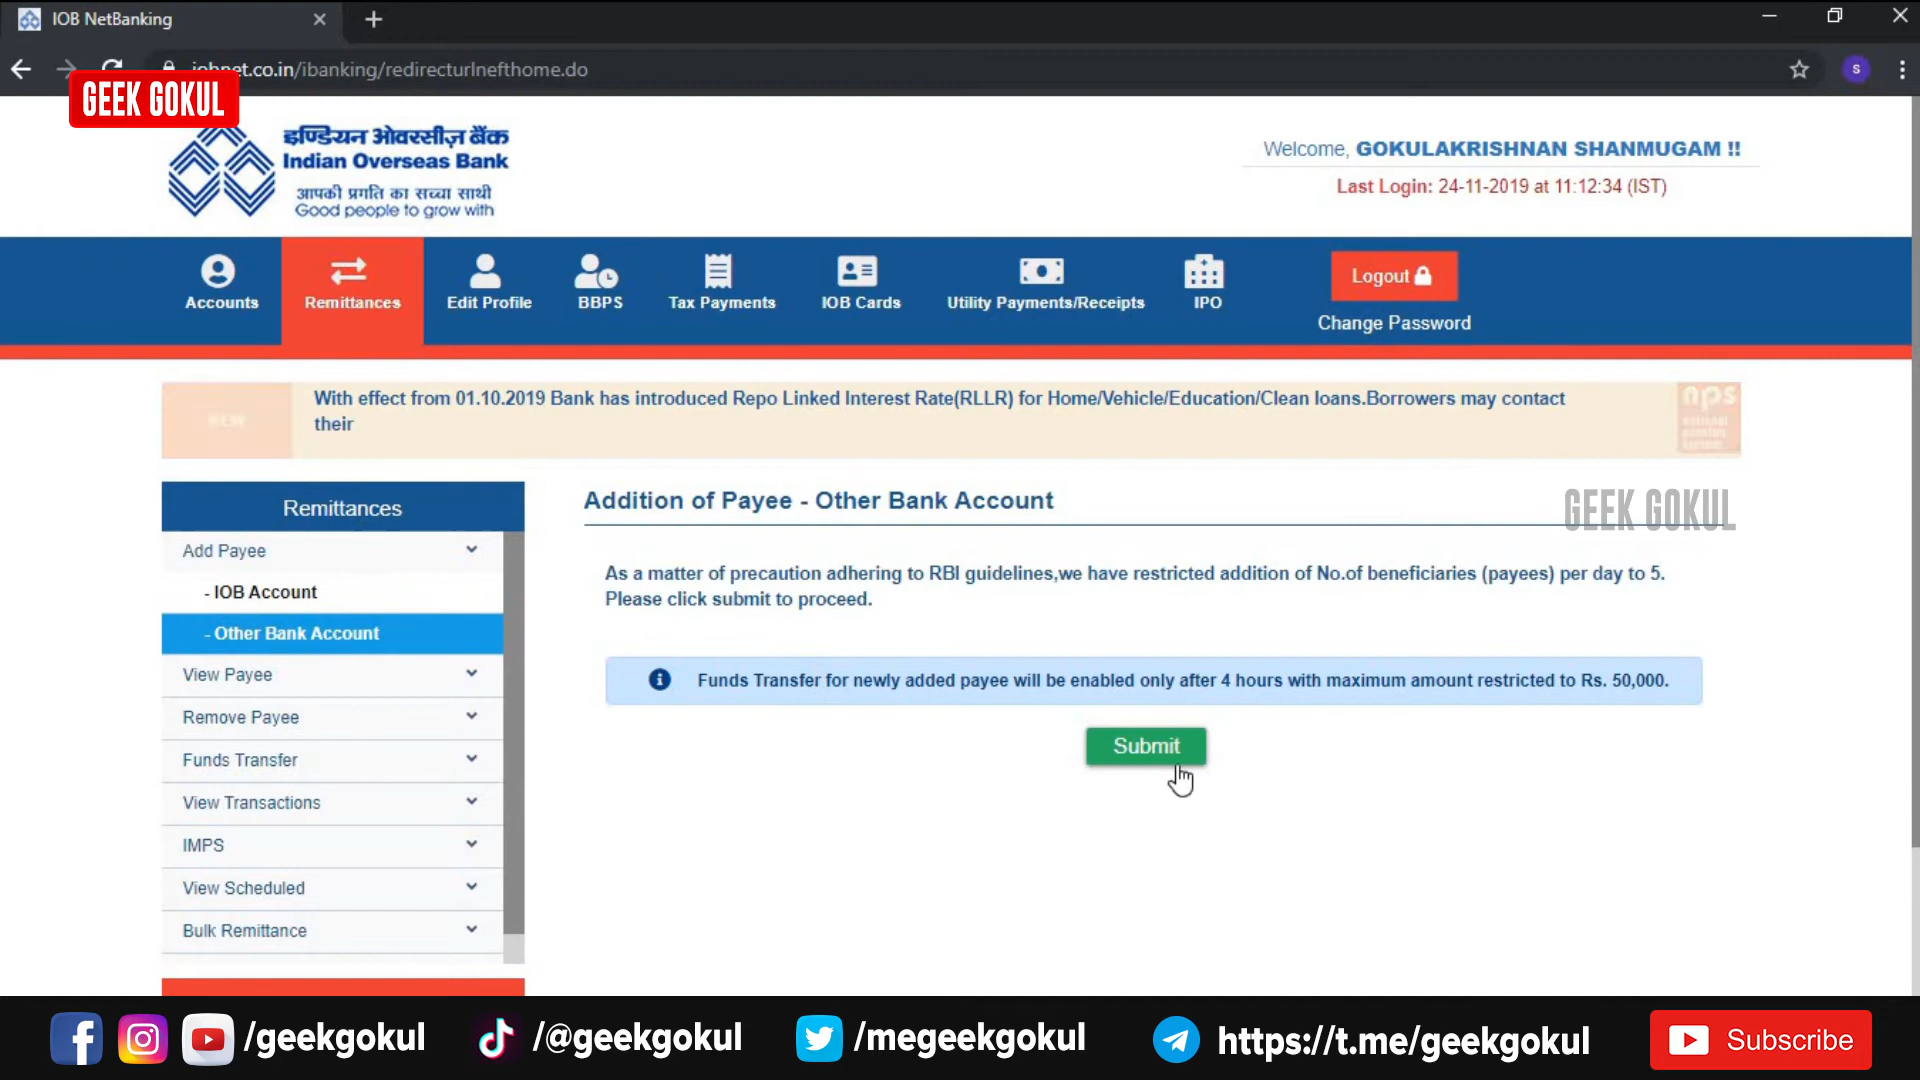 IOB NetBanking
iobnet.co.in/ibanking/redirecturlnefthome.do
S
GEEK GOKUL
इण्डियन ओवरसीज़ बैंक
Indian Overseas Bank
आपकी प्रगति का सच्चा साथी
Good people to grow with
Welcome, GOKULAKRISHNAN SHANMUGAM !!
Last Login: 24-11-2019 at 11:12:34 (IST)
Accounts
Remittances
Edit Profile
BBPS
Tax Payments
IOB Cards
Utility Payments/Receipts
IPO
Logout
Change Password
NEW
With effect from 01.10.2019 Bank has introduced Repo Linked Interest Rate(RLLR) for Home/Vehicle/Education/Clean loans.Borrowers may contact
their
nps
national
pension
system
Remittances
Add Payee
- IOB Account
- Other Bank Account
View Payee
Remove Payee
Funds Transfer
View Transactions
IMPS
View Scheduled
Bulk Remittance
Addition of Payee - Other Bank Account
GEEK GOKUL
As a matter of precaution adhering to RBI guidelines,we have restricted addition of No.of beneficiaries (payees) per day to 5.
Please click submit to proceed.
Funds Transfer for newly added payee will be enabled only after 4 hours with maximum amount restricted to Rs. 50,000.
Submit
/geekgokul
/@geekgokul
/megeekgokul
https://t.me/geekgokul
Subscribe